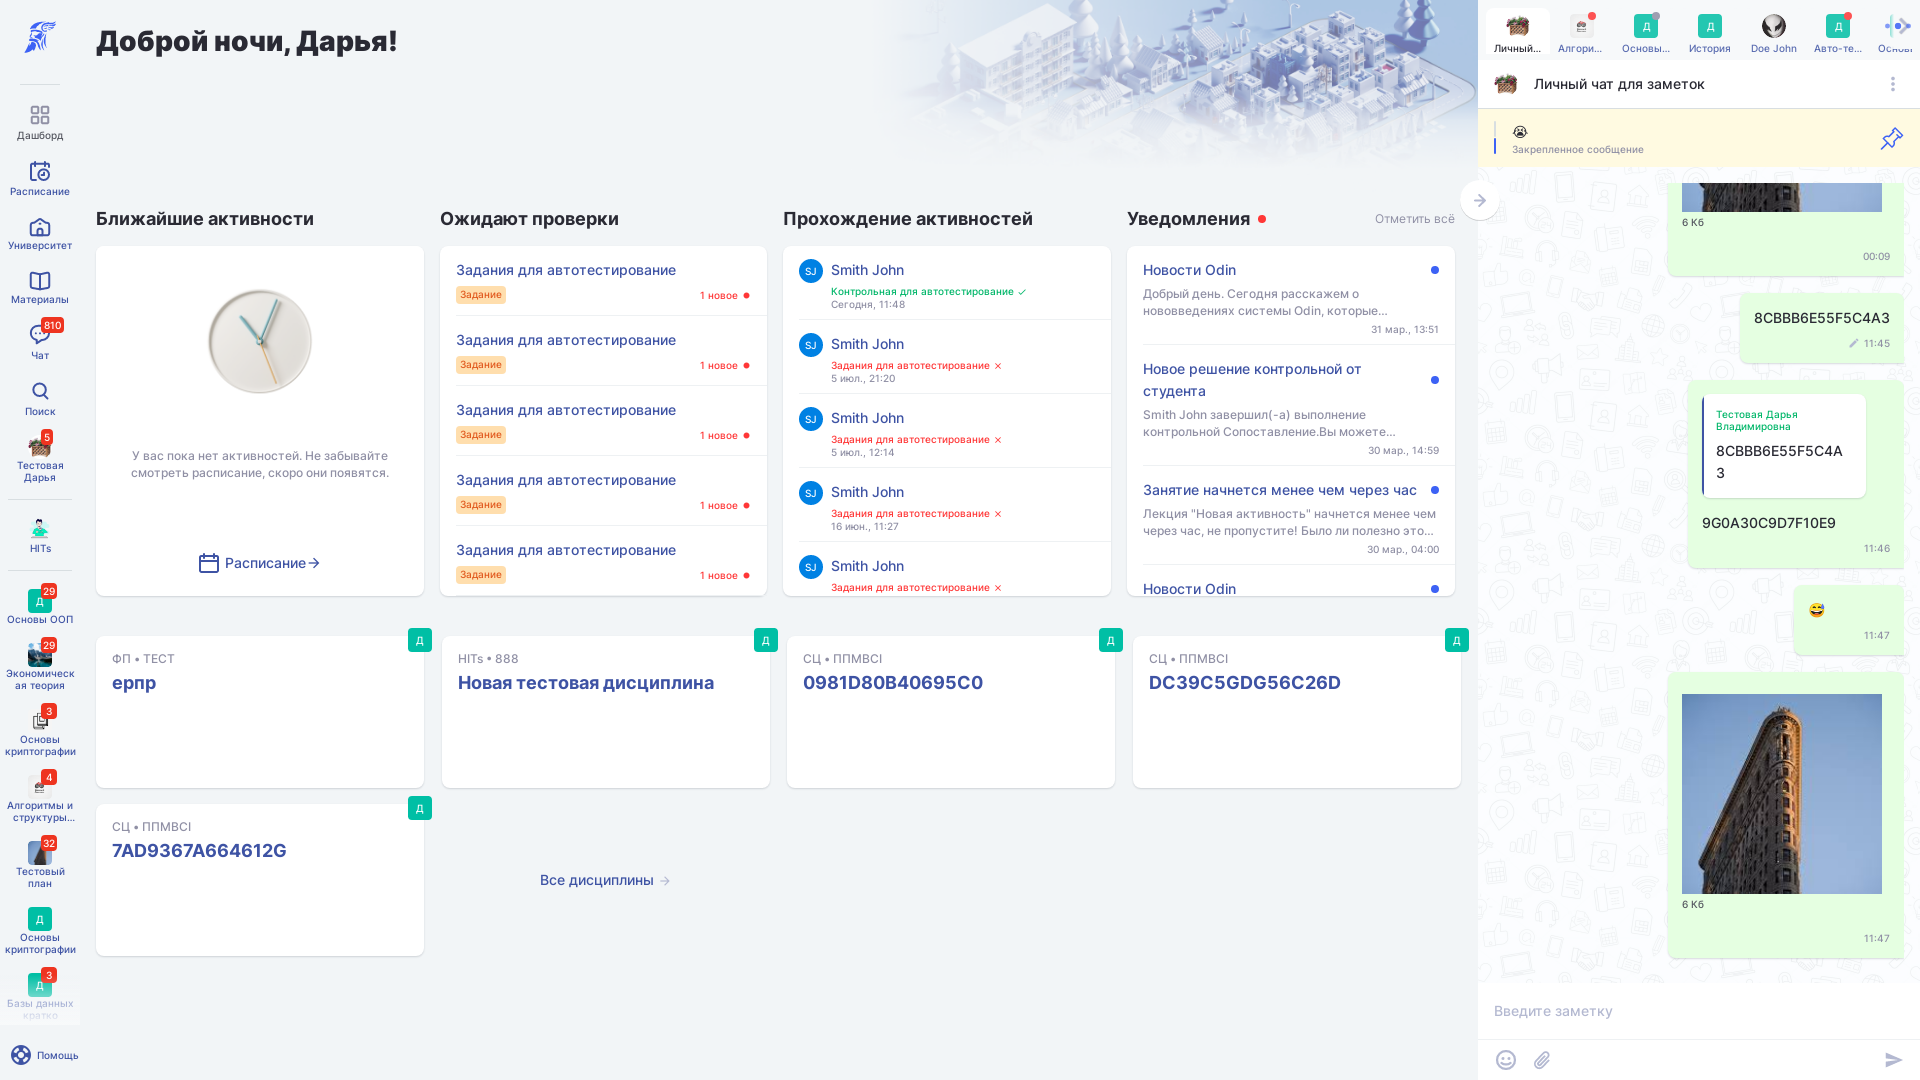 Дашборд
Расписание
Университет
Материалы
810
Чат
Поиск
5
Тестовая
Дарья
HITs
29
Д
Основы ООП
29
Экономическ
ая теория
3
Основы
криптографии
4
Алгоритмы и
структуры...
32
Тестовый
план
Д
Основы
криптографии
3
Д
Базы данных
кратко
Помощь
Доброй ночи, Дарья!
Ближайшие активности
У вас пока нет активностей. Не забывайте
смотреть расписание, скоро они появятся.
Расписание
Ожидают проверки
Задания для автотестирование
Задание
1 новое
Задания для автотестирование
Задание
1 новое
Задания для автотестирование
Задание
1 новое
Задания для автотестирование
Задание
1 новое
Задания для автотестирование
Задание
1 новое
Прохождение активностей
SJ
Smith John
Контрольная для автотестирование
Сегодня, 11:48
SJ
Smith John
Задания для автотестирование
5 июл., 21:20
SJ
Smith John
Задания для автотестирование
5 июл., 12:14
SJ
Smith John
Задания для автотестирование
16 июн., 11:27
SJ
Smith John
Задания для автотестирование
Уведомления
Отметить всё
Новости Odin
Добрый день. Сегодня расскажем о
нововведениях системы Odin, которые...
31 мар., 13:51
Новое решение контрольной от
студента
Smith John завершил(-а) выполнение
контрольной Сопоставление.Вы можете...
30 мар., 14:59
Занятие начнется менее чем через час
Лекция "Новая активность" начнется менее чем
через час, не пропустите! Было ли полезно это...
30 мар., 04:00
Новости Odin
Д
ФП • ТЕСТ
ерпр
Д
HITs • 888
Новая тестовая дисциплина
Д
СЦ • ППМВСІ
0981D80B40695C0
Д
СЦ • ППМВСІ
DC39C5GDG56C26D
Д
СЦ • ППМВСІ
7AD9367A664612G
Все дисциплины
Личный...
Алгори...
Д
Основы...
Д
История
Doe John
Д
Авто-те...
Основы
Личный чат для заметок
Закрепленное сообщение
6 Кб
00:09
8CBBB6E55F5C4A3
11:45
Тестовая Дарья
Владимировна
8CBBB6E55F5C4A
3
9G0A30C9D7F10E9
11:46
11:47
6 Кб
11:47
Введите заметку